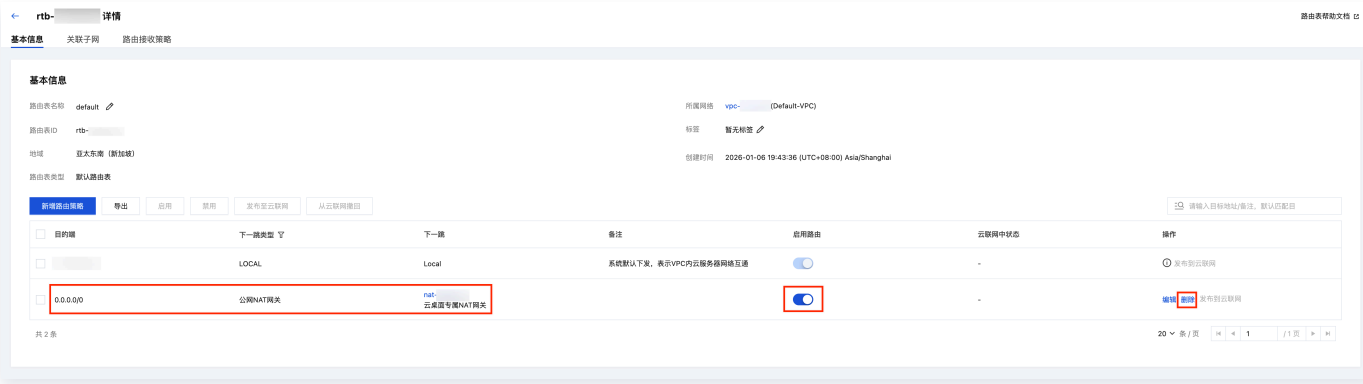 ← rtb- 详情 路由表帮助文档
基本信息 关联子网 路由接收策略
基本信息
路由表名称 default 所属网络 vpc- (Default-VPC)
路由表ID rtb- 标签 暂无标签
地域 亚太东南（新加坡） 创建时间 2026-01-06 19:43:36 (UTC+08:00) Asia/Shanghai
路由表类型 默认路由表
新增路由策略 导出 启用 禁用 发布至云联网 从云联网撤回 请输入目标地址/备注，默认匹配目
目的端 下一跳类型 下一跳 备注 启用路由 云联网中状态 操作
LOCAL Local 系统默认下发，表示VPC内云服务器网络互通 - 发布到云联网
0.0.0.0/0 公网NAT网关 nat- - 编辑 删除 发布到云联网
云桌面专属NAT网关
共 2 条 20 条 / 页 1 / 1 页